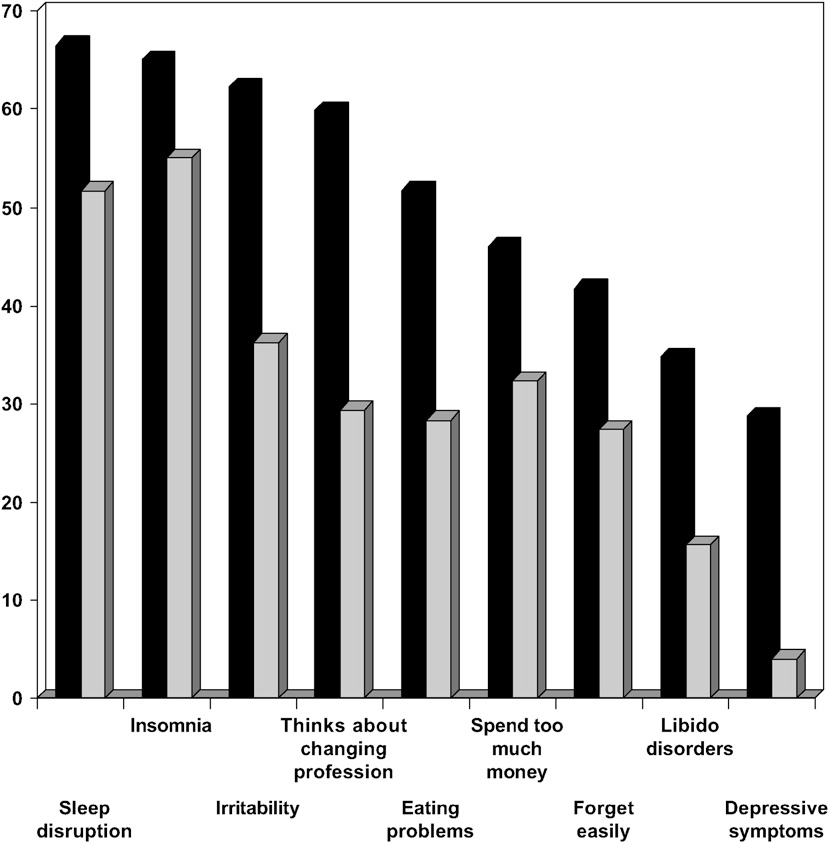 70
60
50
40
30
20
10
0
Insomnia
Thinks about
changing
profession
Spend too
much
money
Libido
disorders
Sleep
disruption
Irritability
Eating
problems
Forget
easily
Depressive
symptoms